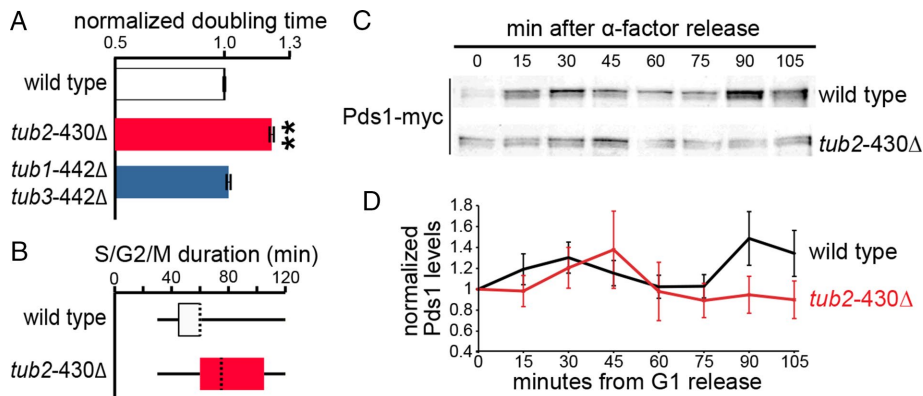 A
normalized doubling time
0.5 1.0 1.3
wild type
tub2-430Δ
**
tub1-442Δ
tub3-442Δ
B
S/G2/M duration (min)
0 40 80 120
wild type
tub2-430Δ
C
min after α-factor release
0 15 30 45 60 75 90 105
Pds1-myc
wild type
tub2-430Δ
D
normalized
Pds1 levels
1.8
1.6
1.4
1.2
1.0
0.8
0.6
0.4
wild type
tub2-430Δ
0 15 30 45 60 75 90 105
minutes from G1 release